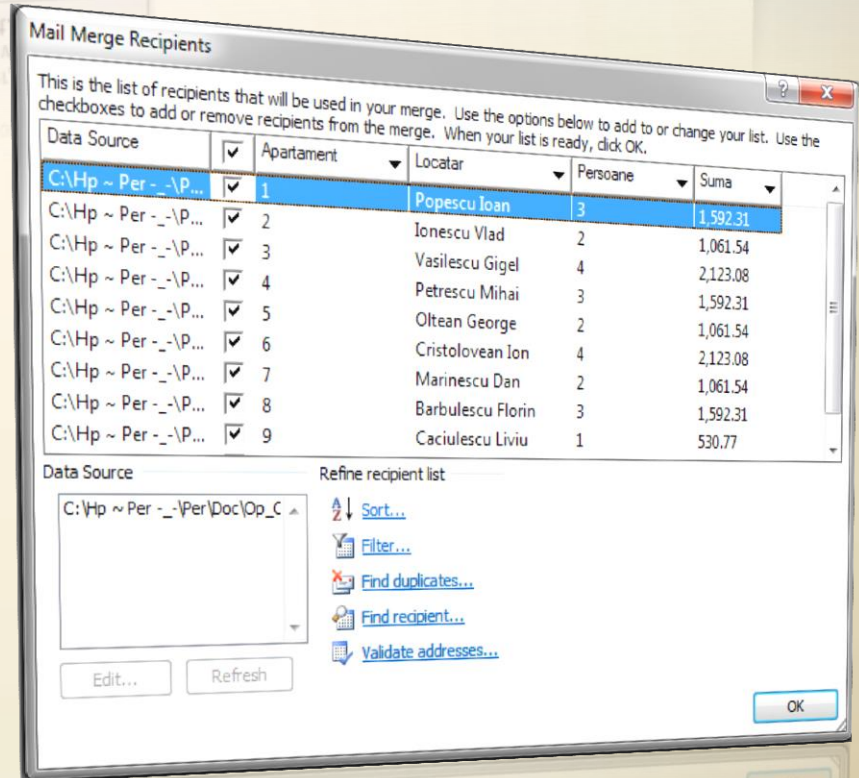 Mail Merge Recipients
This is the list of recipients that will be used in your merge. Use the options below to add to or change your list. Use the
checkboxes to add or remove recipients from the merge. When your list is ready, click OK.
Data Source Apartament Locatar Persoane Suma
C:\Hp ~ Per -_-\P... 1 Popescu Ioan 3 1,592.31
C:\Hp ~ Per -_-\P... 2 Ionescu Vlad 2 1,061.54
C:\Hp ~ Per -_-\P... 3 Vasilescu Gigel 4 2,123.08
C:\Hp ~ Per -_-\P... 4 Petrescu Mihai 3 1,592.31
C:\Hp ~ Per -_-\P... 5 Oltean George 2 1,061.54
C:\Hp ~ Per -_-\P... 6 Cristolovean Ion 4 2,123.08
C:\Hp ~ Per -_-\P... 7 Marinescu Dan 2 1,061.54
C:\Hp ~ Per -_-\P... 8 Barbulescu Florin 3 1,592.31
C:\Hp ~ Per -_-\P... 9 Caciulescu Liviu 1 530.77
Data Source Refine recipient list
C:\Hp ~ Per -_-\Per\Doc\Op_C
Sort...
Filter...
Find duplicates...
Find recipient...
Validate addresses...
Edit... Refresh
OK